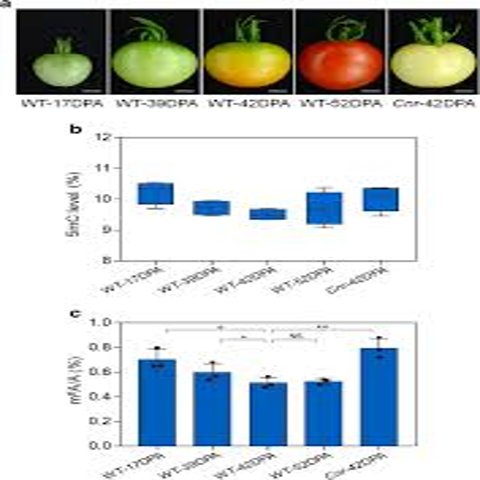 a
WT-17DPA WT-39DPA WT-42DPA WT-52DPA Cnr-42DPA
b
12
11
10
9
8
5mC level (%)
WT-17DPA WT-39DPA WT-42DPA WT-52DPA Cnr-42DPA
c
1.0
0.8
0.6
0.4
0.2
0.0
m⁶A/A (%)
WT-17DPA WT-39DPA WT-42DPA WT-52DPA Cnr-42DPA